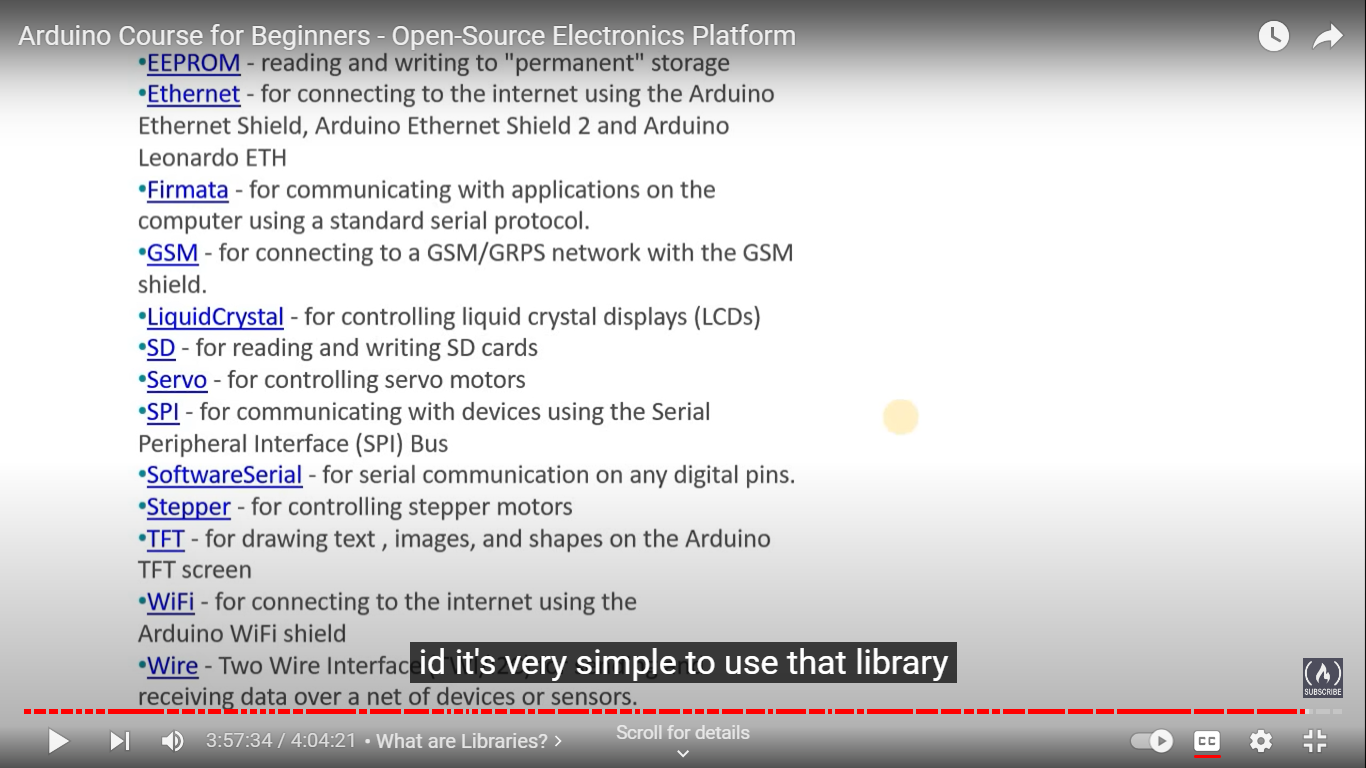 Arduino Course for Beginners - Open-Source Electronics Platform
•EEPROM - reading and writing to "permanent" storage
•Ethernet - for connecting to the internet using the Arduino
Ethernet Shield, Arduino Ethernet Shield 2 and Arduino
Leonardo ETH
•Firmata - for communicating with applications on the
computer using a standard serial protocol.
•GSM - for connecting to a GSM/GRPS network with the GSM
shield.
•LiquidCrystal - for controlling liquid crystal displays (LCDs)
•SD - for reading and writing SD cards
•Servo - for controlling servo motors
•SPI - for communicating with devices using the Serial
Peripheral Interface (SPI) Bus
•SoftwareSerial - for serial communication on any digital pins.
•Stepper - for controlling stepper motors
•TFT - for drawing text , images, and shapes on the Arduino
TFT screen
•WiFi - for connecting to the internet using the
Arduino WiFi shield
•Wire - Two Wire Interface
id it's very simple to use that library
receiving data over a net of devices or sensors.
SUBSCRIBE
3:57:34 / 4:04:21 • What are Libraries? >
Scroll for details
CC